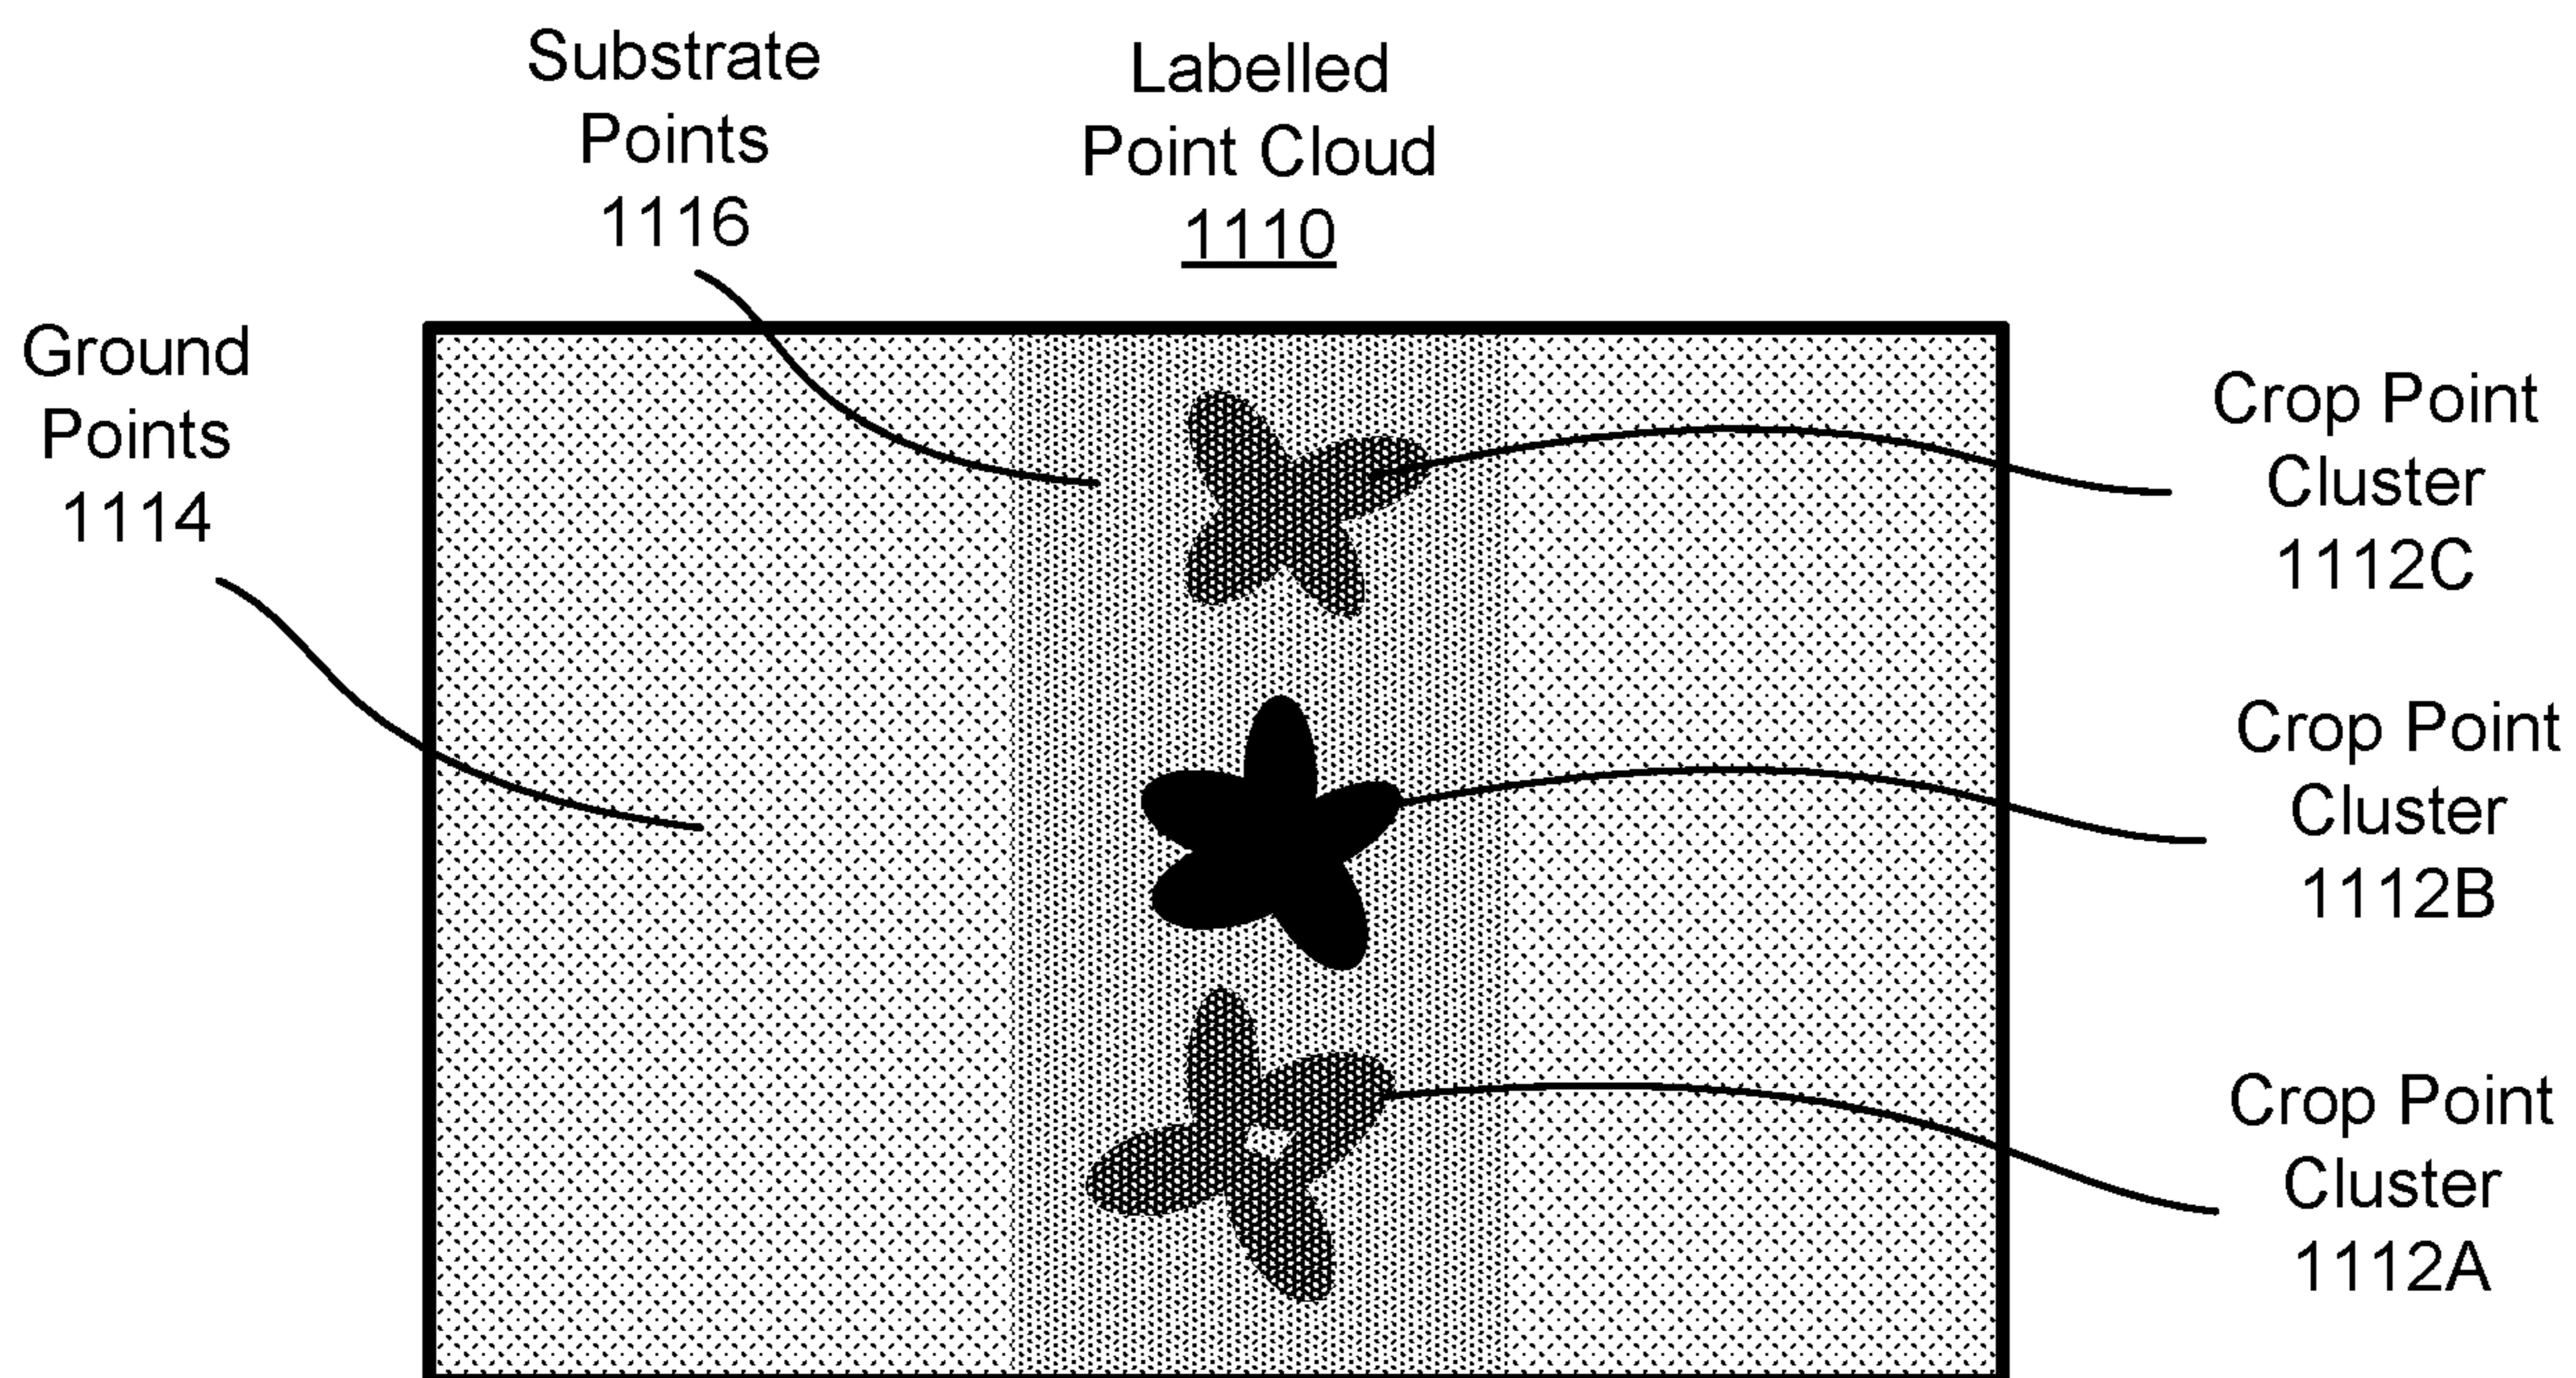 Substrate
Points
1116
Labelled
Point Cloud
1110
Ground
Points
1114
Crop Point
Cluster
1112C
Crop Point
Cluster
1112B
Crop Point
Cluster
1112A